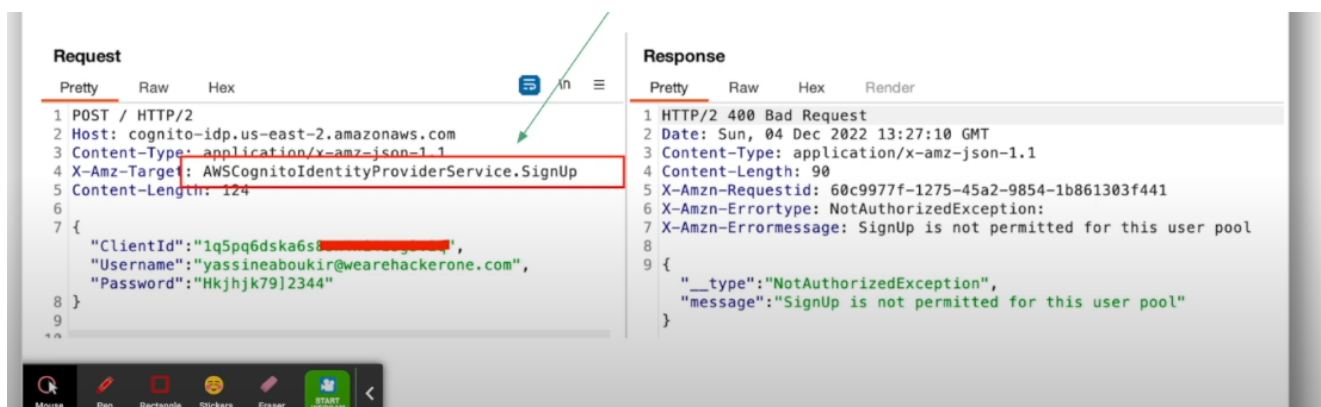 Request
Pretty Raw Hex \n
1 POST / HTTP/2
2 Host: cognito-idp.us-east-2.amazonaws.com
3 Content-Type: application/x-amz-json-1.1
4 X-Amz-Target: AWSCognitoIdentityProviderService.SignUp
5 Content-Length: 124
6
7 {
"ClientId":"1q5pq6dska6s8
"Username":"yassineaboukir@wearehackerone.com",
"Password":"Hkjhjk79]2344"
8 }
9
10
Response
Pretty Raw Hex Render
1 HTTP/2 400 Bad Request
2 Date: Sun, 04 Dec 2022 13:27:10 GMT
3 Content-Type: application/x-amz-json-1.1
4 Content-Length: 90
5 X-Amzn-Requestid: 60c9977f-1275-45a2-9854-1b861303f441
6 X-Amzn-Errortype: NotAuthorizedException:
7 X-Amzn-Errormessage: SignUp is not permitted for this user pool
8
9 {
"__type":"NotAuthorizedException",
"message":"SignUp is not permitted for this user pool"
}
Mouse Pen Rectangle Stickers Eraser START